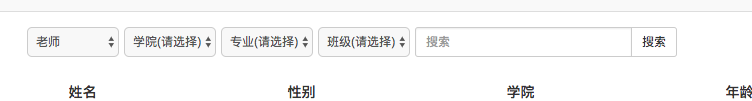 老师 学院(请选择) 专业(请选择) 班级(请选择) 搜索 搜索
姓名 性别 学院 年龄